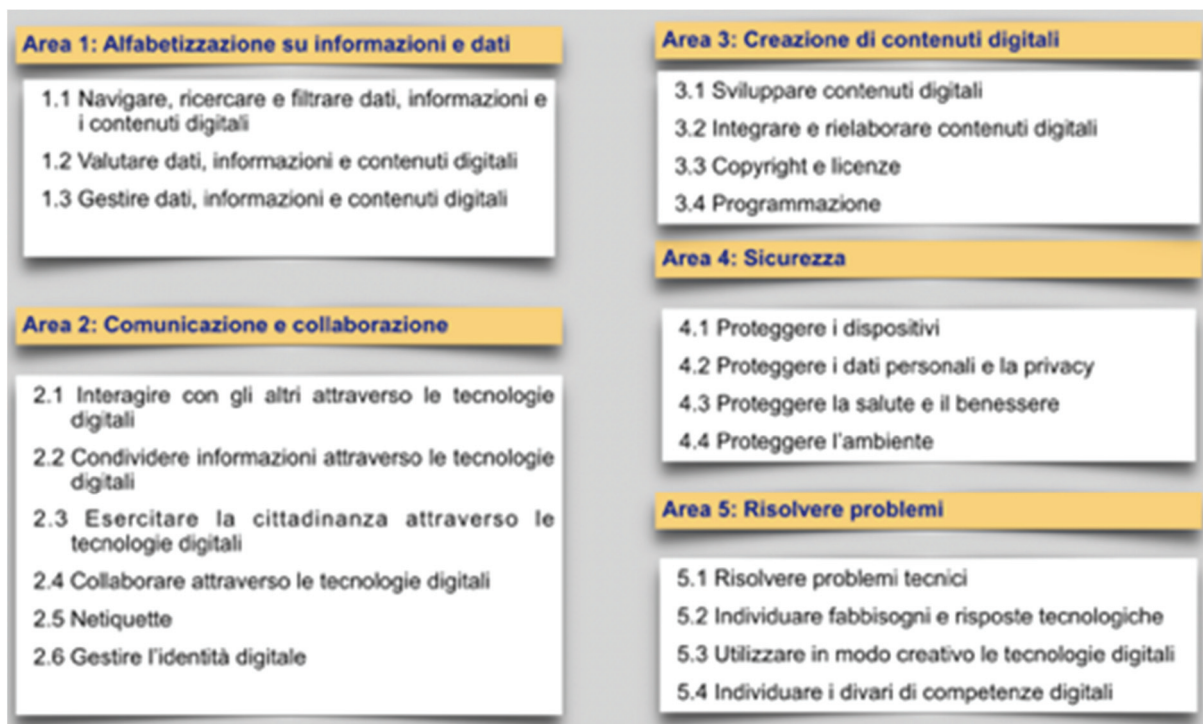 Area 1: Alfabetizzazione su informazioni e dati
1.1 Navigare, ricercare e filtrare dati, informazioni e
i contenuti digitali
1.2 Valutare dati, informazioni e contenuti digitali
1.3 Gestire dati, informazioni e contenuti digitali
Area 2: Comunicazione e collaborazione
2.1 Interagire con gli altri attraverso le tecnologie
digitali
2.2 Condividere informazioni attraverso le tecnologie
digitali
2.3 Esercitare la cittadinanza attraverso le
tecnologie digitali
2.4 Collaborare attraverso le tecnologie digitali
2.5 Netiquette
2.6 Gestire l'identità digitale
Area 3: Creazione di contenuti digitali
3.1 Sviluppare contenuti digitali
3.2 Integrare e rielaborare contenuti digitali
3.3 Copyright e licenze
3.4 Programmazione
Area 4: Sicurezza
4.1 Proteggere i dispositivi
4.2 Proteggere i dati personali e la privacy
4.3 Proteggere la salute e il benessere
4.4 Proteggere l'ambiente
Area 5: Risolvere problemi
5.1 Risolvere problemi tecnici
5.2 Individuare fabbisogni e risposte tecnologiche
5.3 Utilizzare in modo creativo le tecnologie digitali
5.4 Individuare i divari di competenze digitali